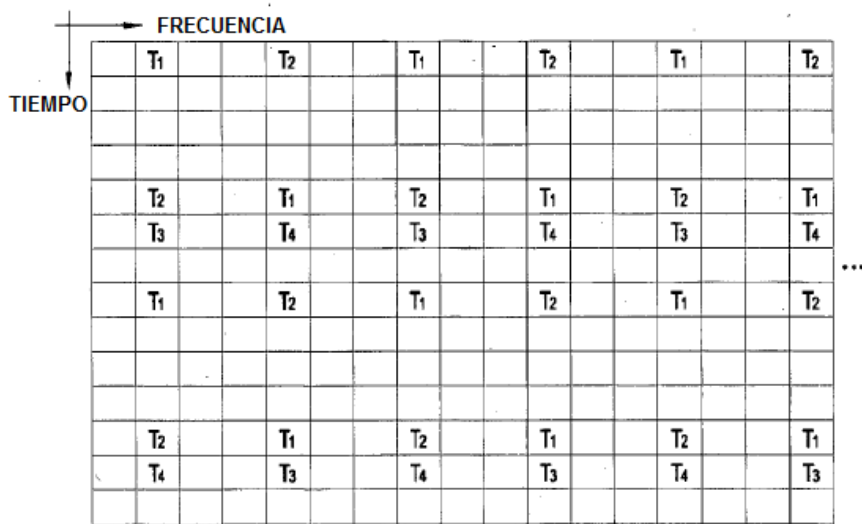 FRECUENCIA
T1 T2 T1 T2 T1 T2
TIEMPO
T2 T1 T2 T1 T2 T1
T3 T4 T3 T4 T3 T4
...
T1 T2 T1 T2 T1 T2
T2 T1 T2 T1 T2 T1
T4 T3 T4 T3 T4 T3